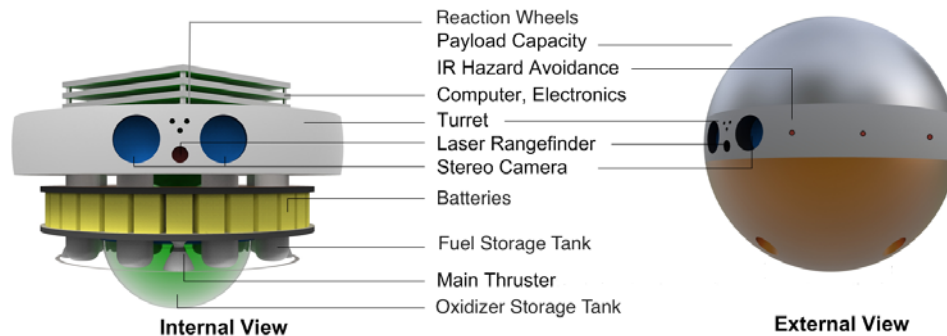 Reaction Wheels
Payload Capacity
IR Hazard Avoidance
Computer, Electronics
Turret
Laser Rangefinder
Stereo Camera
Batteries
Fuel Storage Tank
Main Thruster
Oxidizer Storage Tank
Internal View
External View